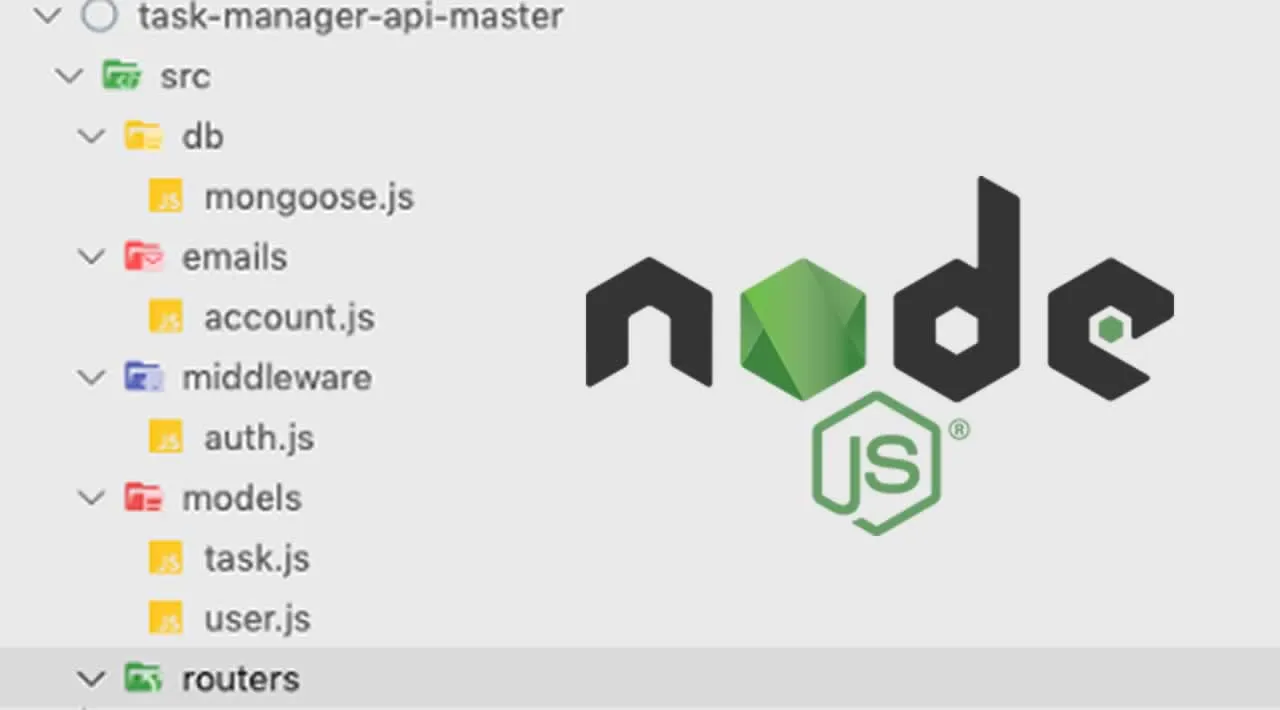 task-manager-api-master
src
db
mongoose.js
emails
account.js
middleware
auth.js
models
task.js
user.js
routers
node
JS ®